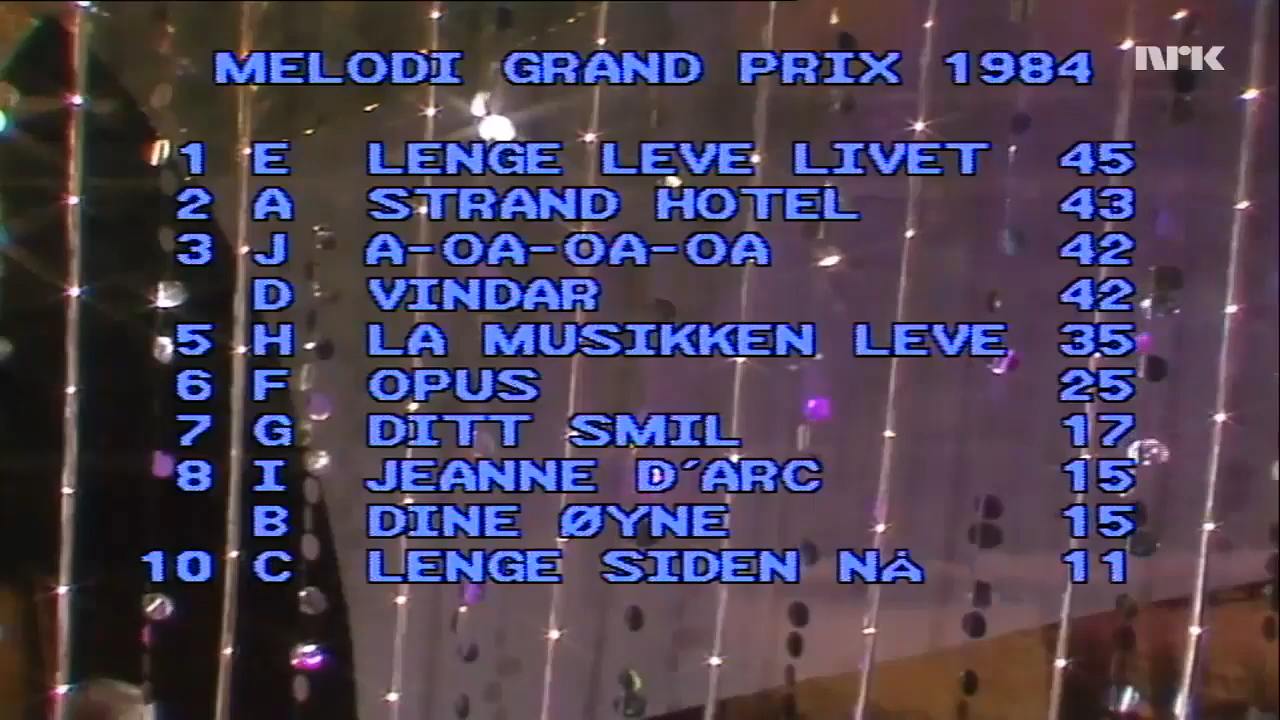 MELODI GRAND PRIX 1984
nrk
1 E LENGE LEVE LIVET 45
2 A STRAND HOTEL 43
3 J A-OA-OA-OA 42
D VINDAR 42
5 H LA MUSIKKEN LEVE 35
6 F OPUS 25
7 G DITT SMIL 17
8 I JEANNE D´ARC 15
B DINE ØYNE 15
10 C LENGE SIDEN NÅ 11